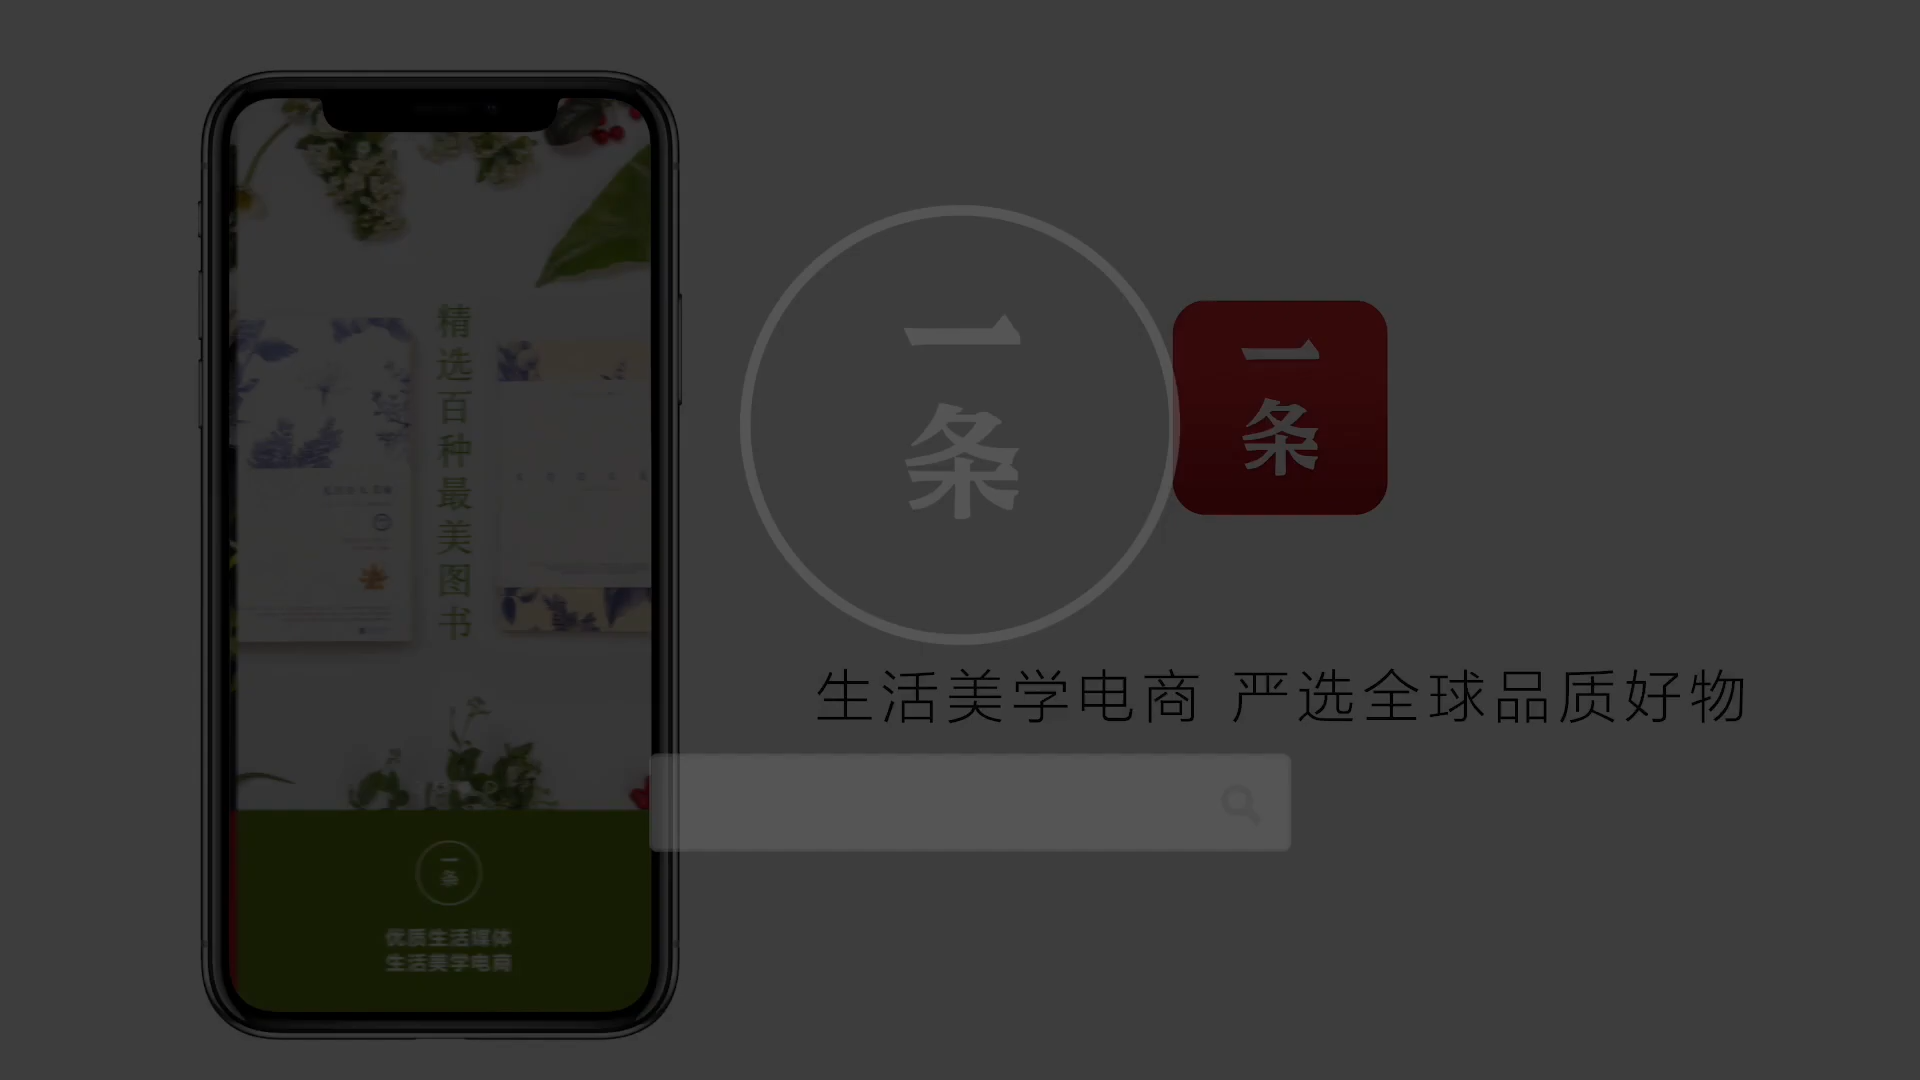 精选百种最美图书
一条
优质生活媒体
生活美学电商
一条
一条
生活美学电商 严选全球品质好物